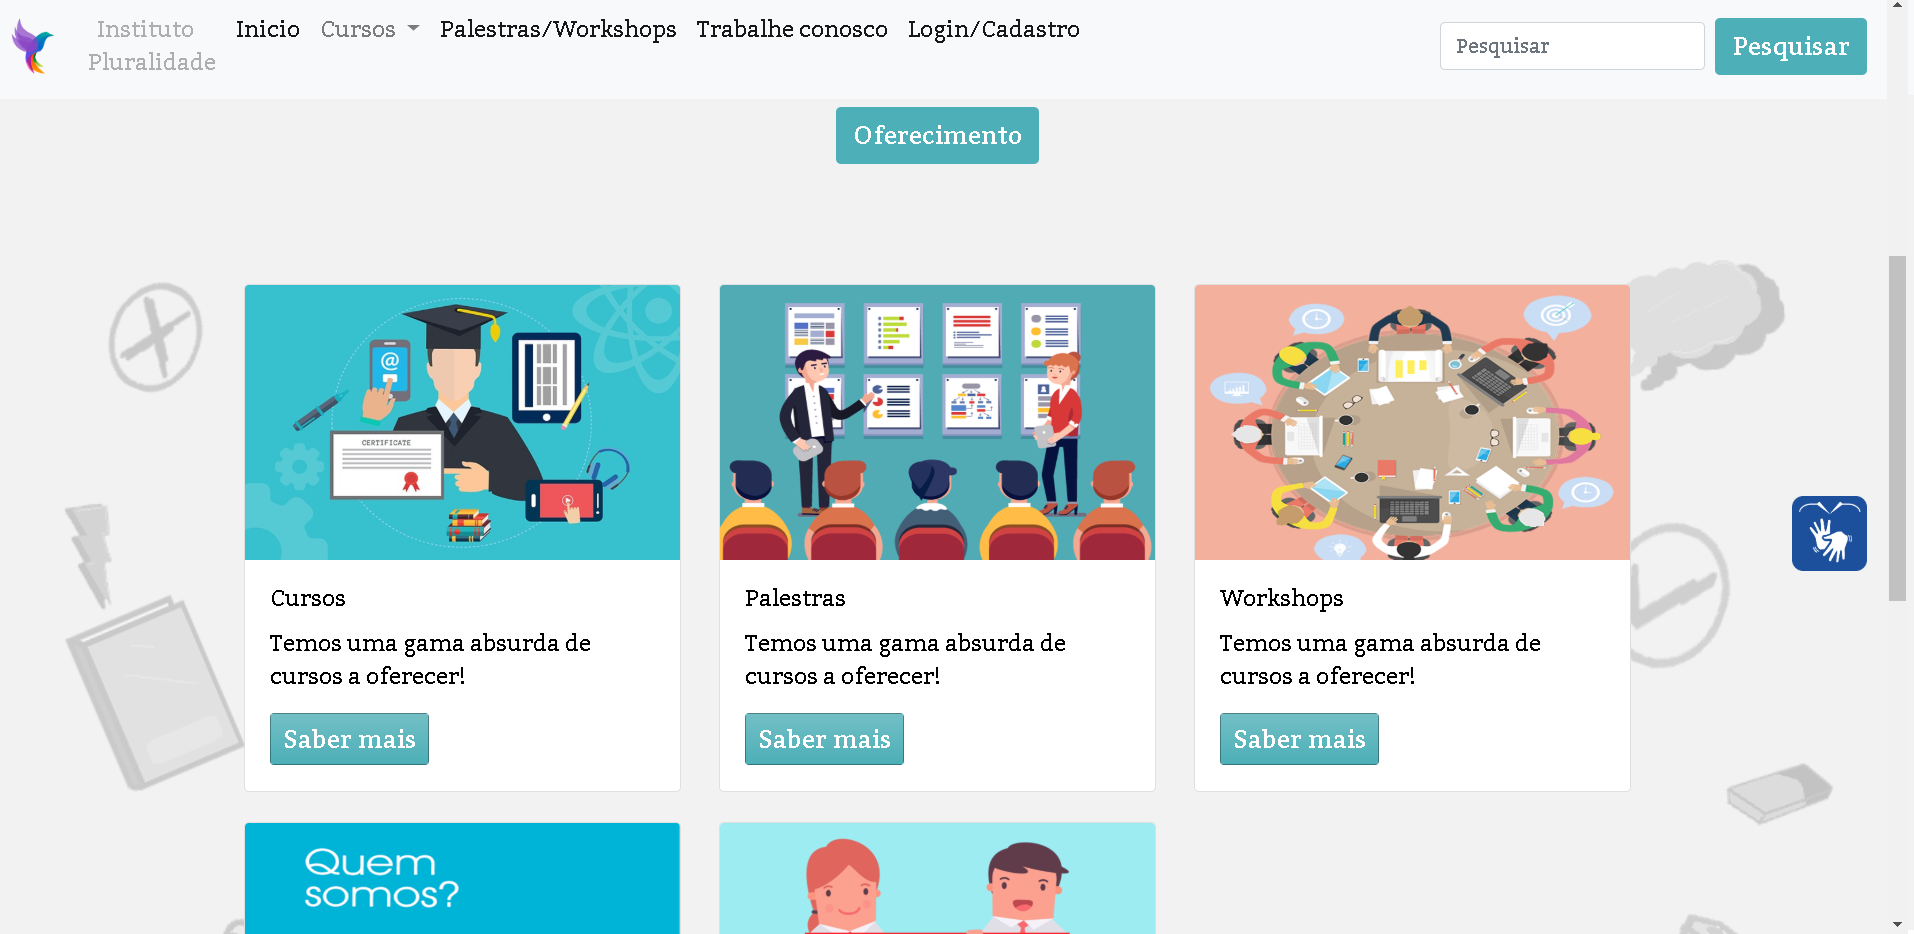 Instituto
Pluralidade
Inicio
Cursos
Palestras/Workshops
Trabalhe conosco
Login/Cadastro
Pesquisar
Pesquisar
Oferecimento
@
CERTIFICATE
Cursos
Temos uma gama absurda de
cursos a oferecer!
Saber mais
Palestras
Temos uma gama absurda de
cursos a oferecer!
Saber mais
Workshops
Temos uma gama absurda de
cursos a oferecer!
Saber mais
Quem
somos?